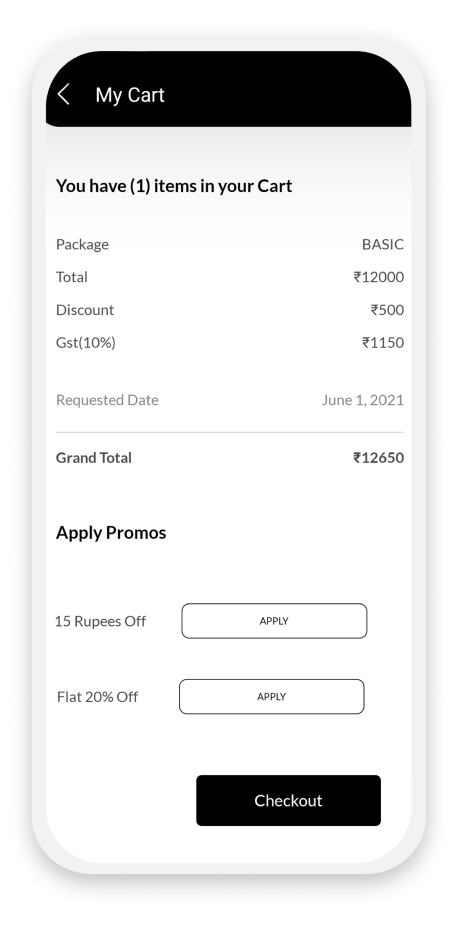 My Cart
You have (1) items in your Cart
Package BASIC
Total ₹12000
Discount ₹500
Gst(10%) ₹1150
Requested Date June 1, 2021
Grand Total ₹12650
Apply Promos
15 Rupees Off APPLY
Flat 20% Off APPLY
Checkout